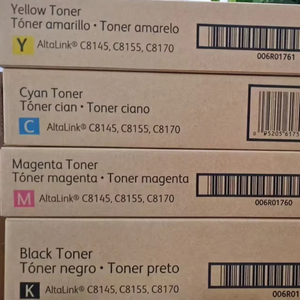 Yellow Toner
Tóner amarillo • Toner amarelo
Y AltaLink® C8145, C8155, C8170
006R01761
Cyan Toner
Tóner cian • Toner ciano
C AltaLink® C8145, C8155, C8170
Magenta Toner
Tóner magenta • Toner magenta
M AltaLink® C8145, C8155, C8170
006R01760
Black Toner
Tóner negro • Toner preto
K AltaLink® C8145, C8155, C8170